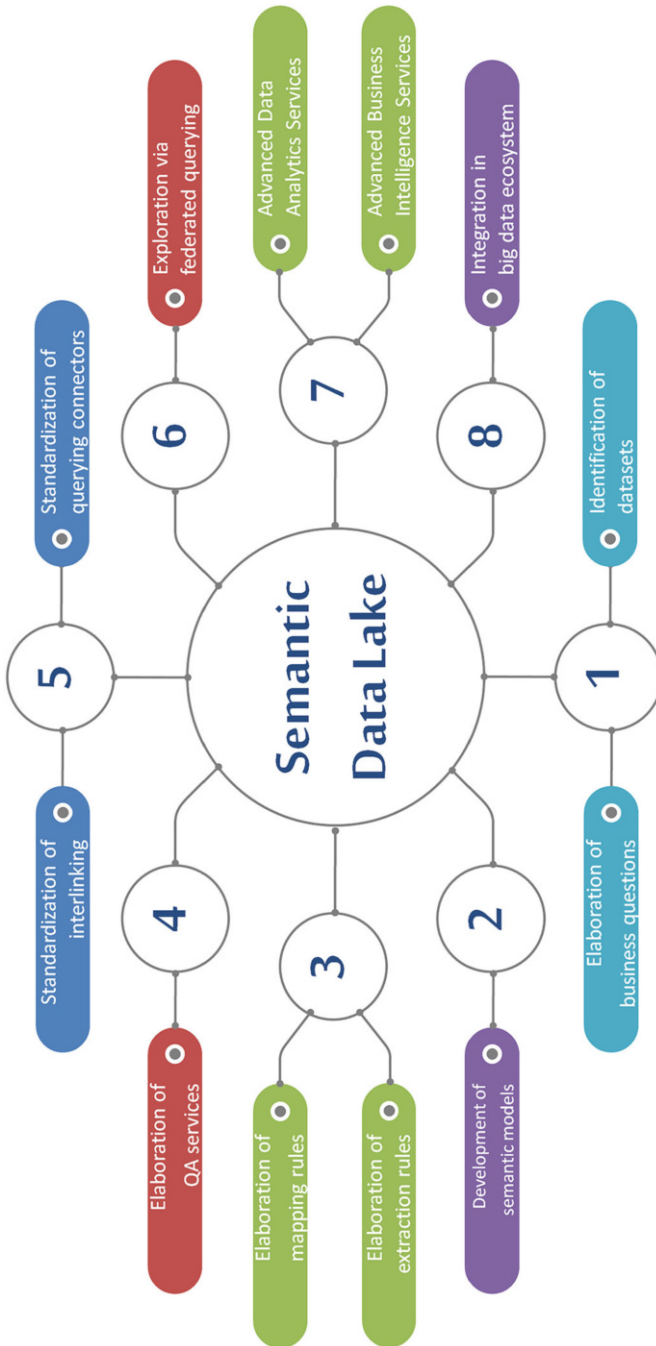 Standardization of
interlinking
5
Standardization of
querying connectors
Elaboration of
QA services
4
6
Exploration via
federated querying
Elaboration of
mapping rules
Elaboration of
extraction rules
3
Semantic
Data Lake
7
Advanced Data
Analytics Services
Advanced Business
Intelligence Services
Development of
semantic models
2
8
Integration in
big data ecosystem
Elaboration of
business questions
1
Identification of
datasets